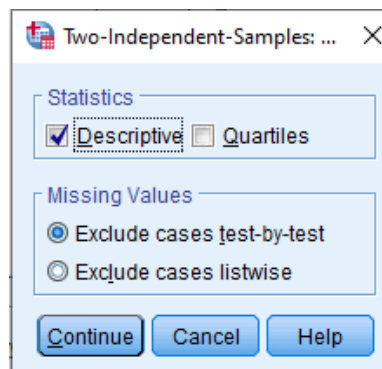 Two-Independent-Samples: ...
Statistics
Descriptive Quartiles
Missing Values
Exclude cases test-by-test
Exclude cases listwise
Continue Cancel Help